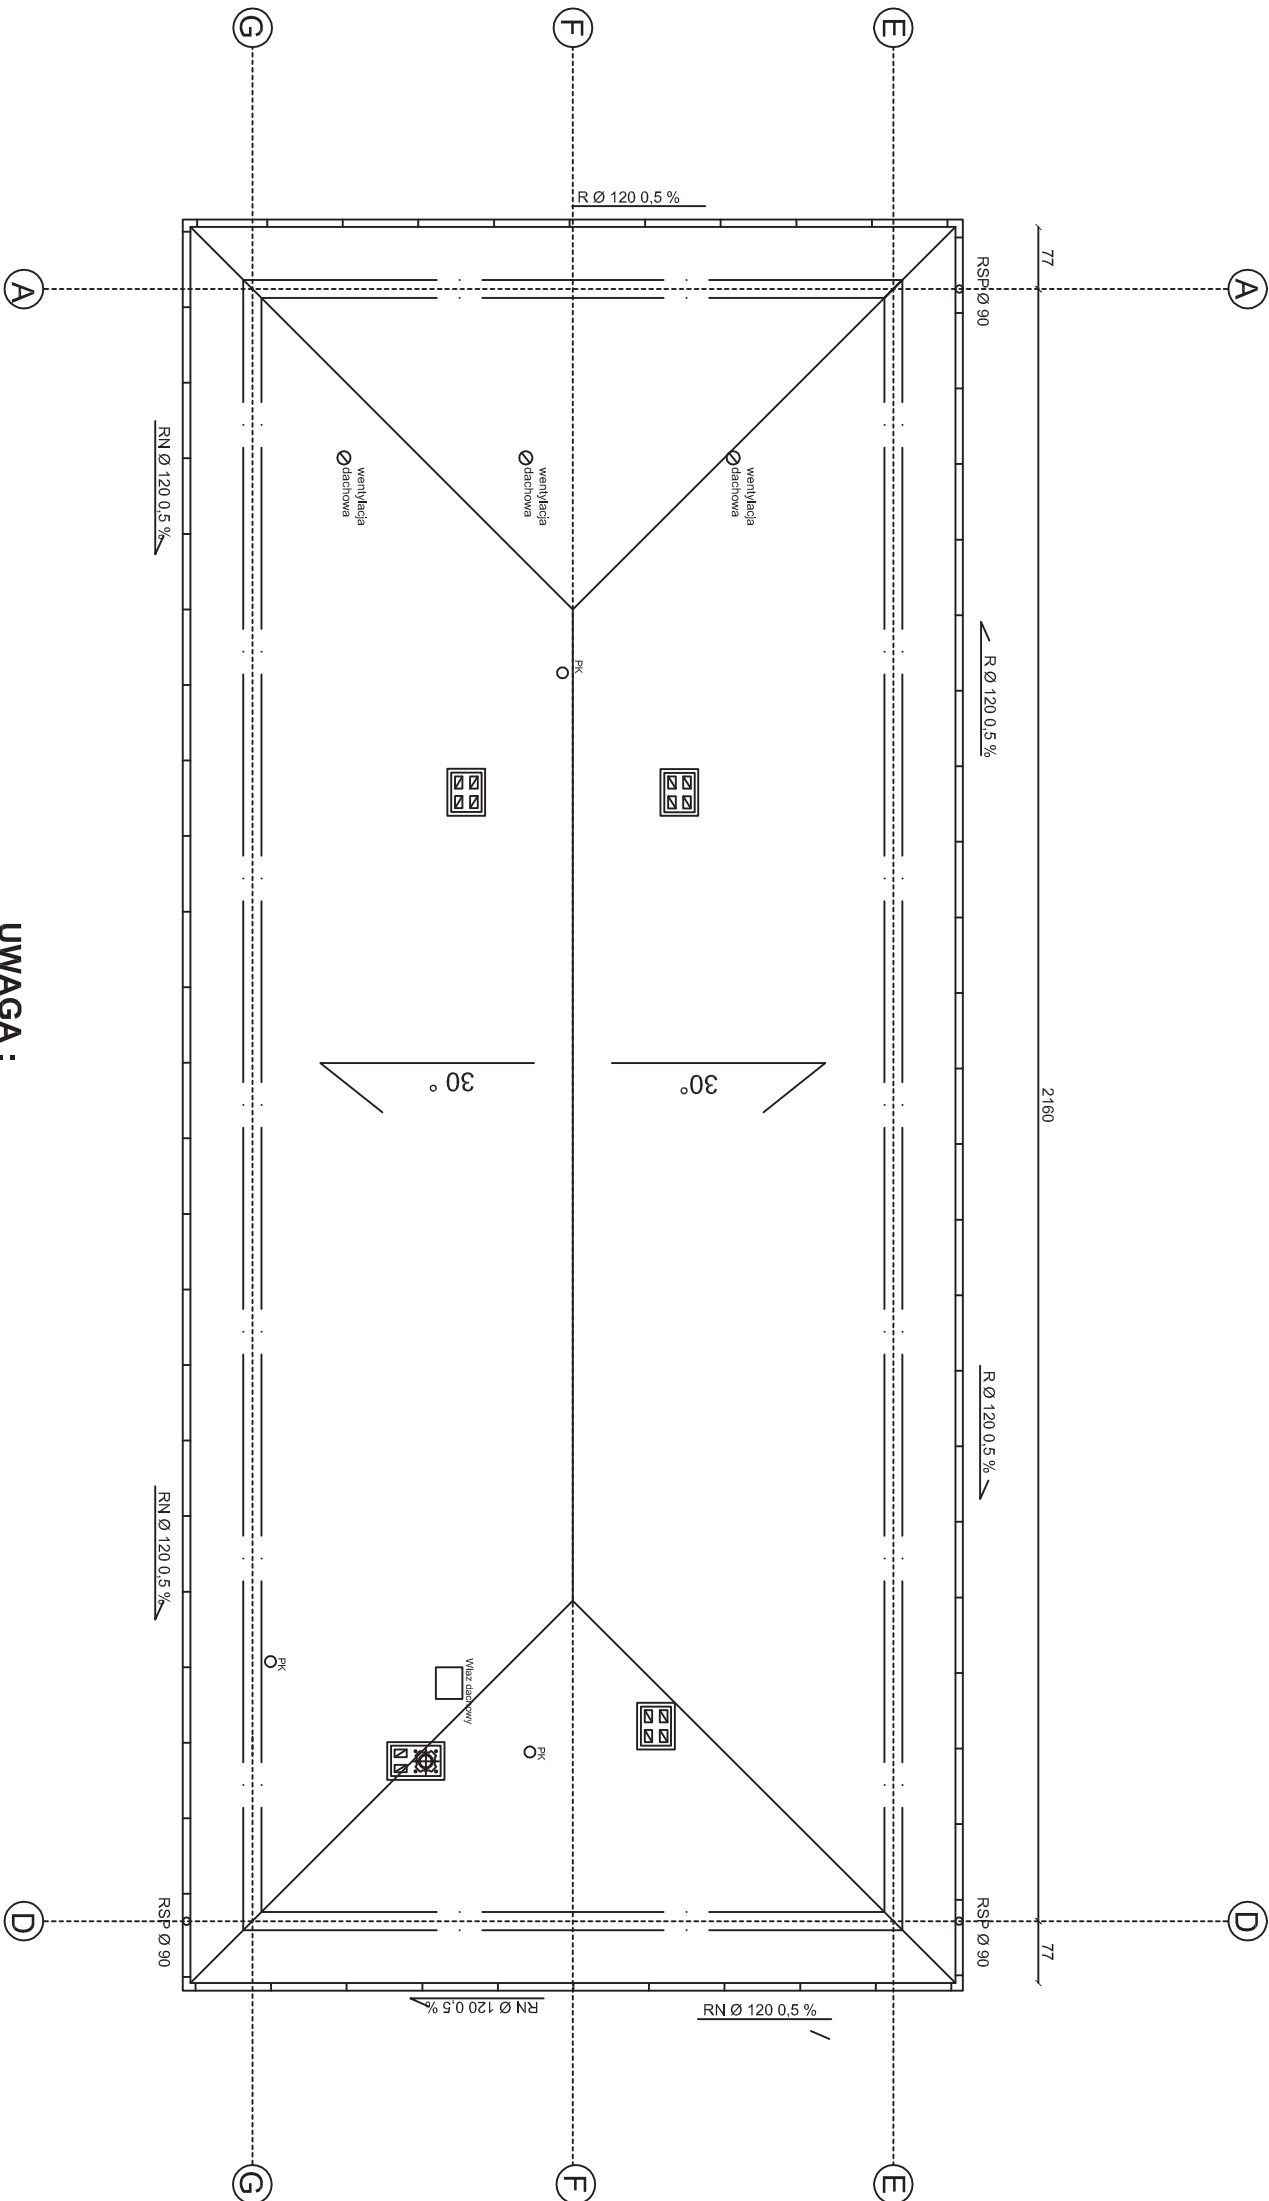 G
F
E
R Ø 120 0,5 %
77
RSP Ø 90
A
A
RN Ø 120 0,5 %
wentylacja
dachowa
wentylacja
dachowa
wentylacja
dachowa
R Ø 120 0,5 %
PK
UWAGA :
30 °
30°
2160
R Ø 120 0,5 %
RN Ø 120 0,5 %
PK
Właz dachowy
PK
RSP Ø 90
RSP Ø 90
D
D
77
RN Ø 120 0,5 %
RN Ø 120 0,5 %
G
F
E